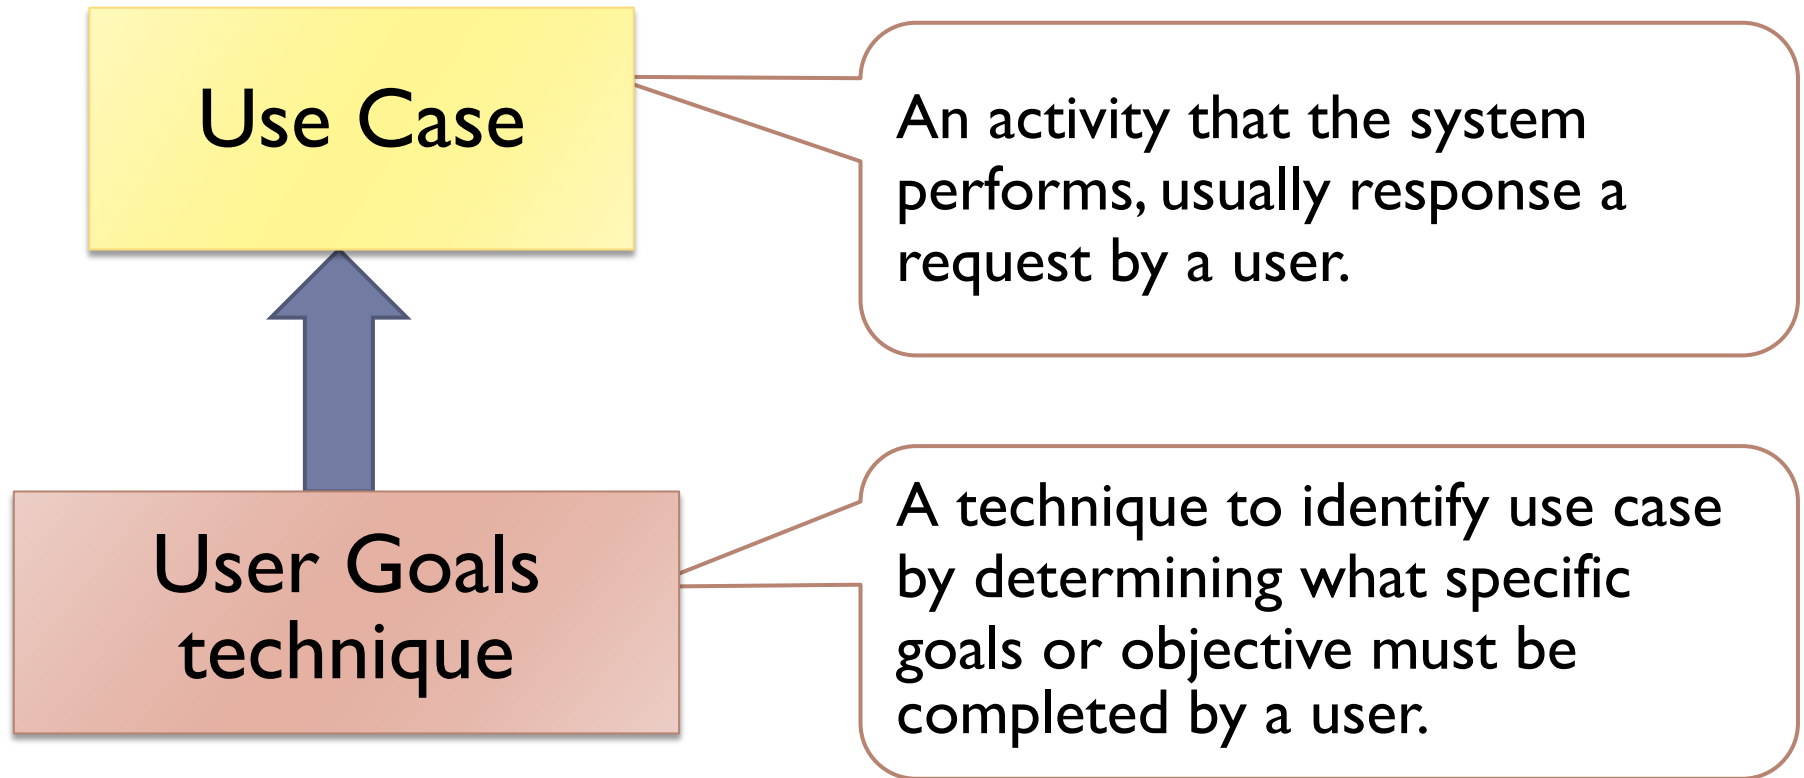 Use Case
An activity that the system
performs, usually response a
request by a user.
User Goals
technique
A technique to identify use case
by determining what specific
goals or objective must be
completed by a user.